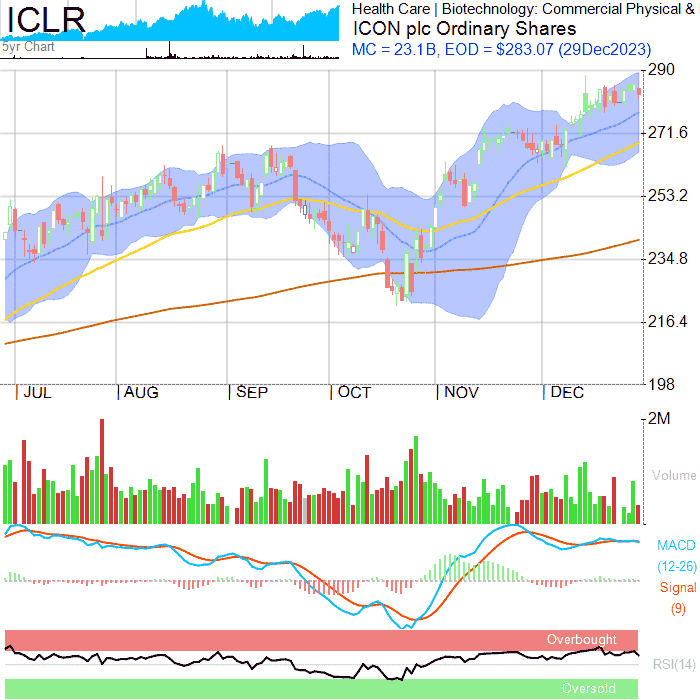 ICLR
5yr Chart
Health Care | Biotechnology: Commercial Physical &
ICON plc Ordinary Shares
MC = 23.1B, EOD = $283.07 (29Dec2023)
290
271.6
253.2
234.8
216.4
198
JUL AUG SEP OCT NOV DEC
2M
Volume
MACD
(12-26)
Signal
(9)
Overbought
RSI(14)
Oversold